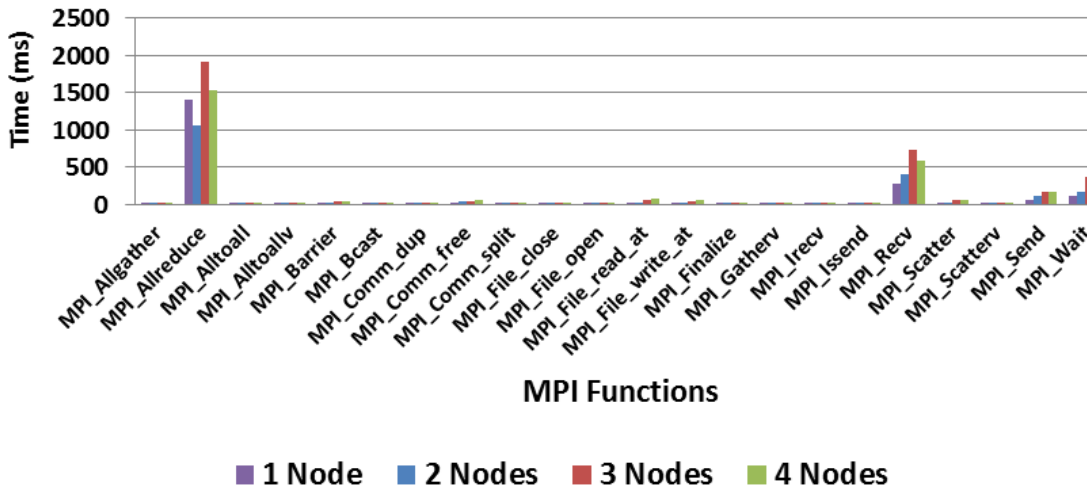 2500
2000
1500
1000
500
0
Time (ms)
MPI_Allgather
MPI_Allreduce
MPI_Alltoall
MPI_Alltoallv
MPI_Barrier
MPI_Bcast
MPI_Comm_dup
MPI_Comm_free
MPI_Comm_split
MPI_File_close
MPI_File_open
MPI_File_read_at
MPI_File_write_at
MPI_Finalize
MPI_Gatherv
MPI_Irecv
MPI_Issend
MPI_Recv
MPI_Scatter
MPI_Scatterv
MPI_Send
MPI_Wait
MPI Functions
1 Node 2 Nodes 3 Nodes 4 Nodes